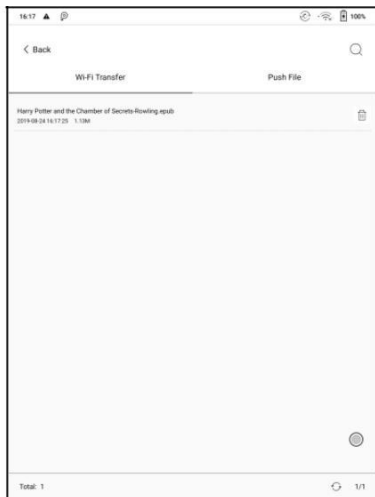 16:17 100%
Back
Wi-Fi Transfer Push File
Harry Potter and the Chamber of Secrets-Rowling.epub
2019-08-24 16:17:25 1.10M
Total: 1 1/1